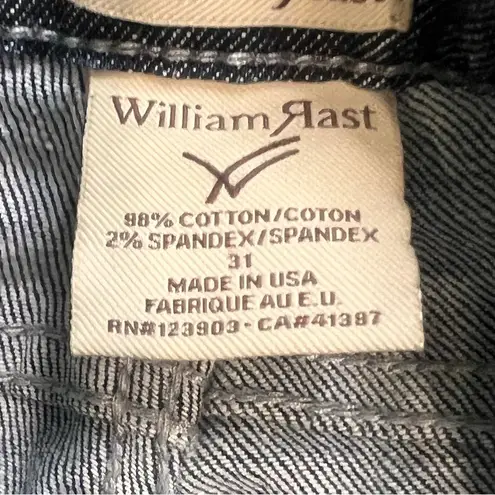 William Rast
98% COTTON/COTON
2% SPANDEX/SPANDEX
31
MADE IN USA
FABRIQUE AU E.U.
RN#123903 - CA#41387